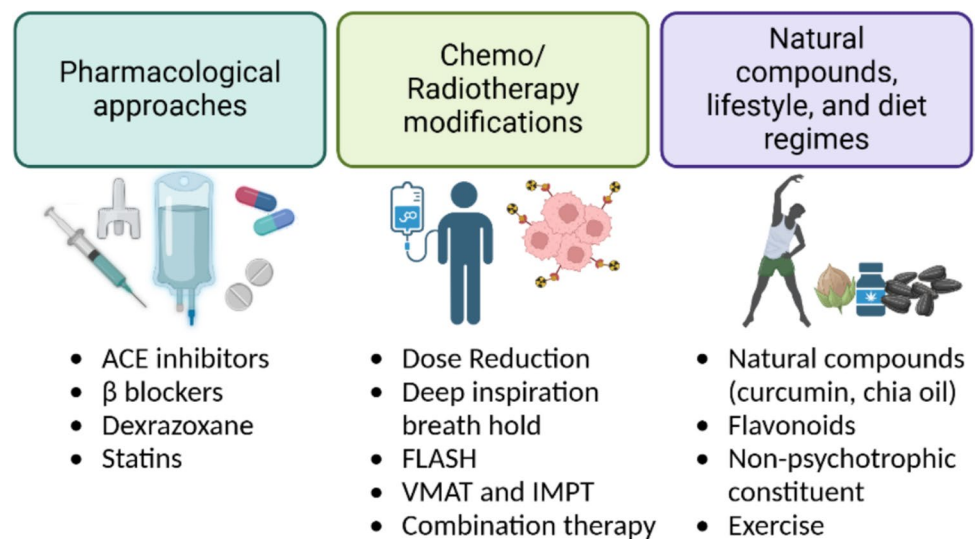 Pharmacological
approaches
Chemo/
Radiotherapy
modifications
Natural
compounds,
lifestyle, and diet
regimes
• ACE inhibitors
• β blockers
• Dexrazoxane
• Statins
• Dose Reduction
• Deep inspiration
breath hold
• FLASH
• VMAT and IMPT
• Combination therapy
• Natural compounds
(curcumin, chia oil)
• Flavonoids
• Non-psychotrophic
constituent
• Exercise